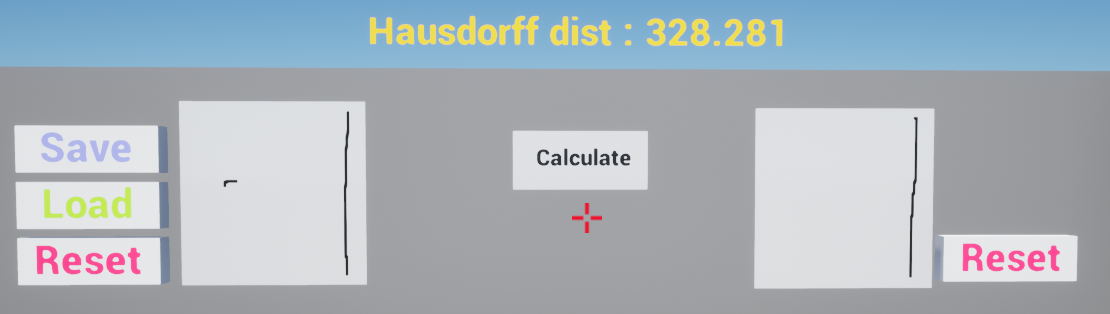 Hausdorff dist : 328.281
Save
Load
Reset
Calculate
Reset